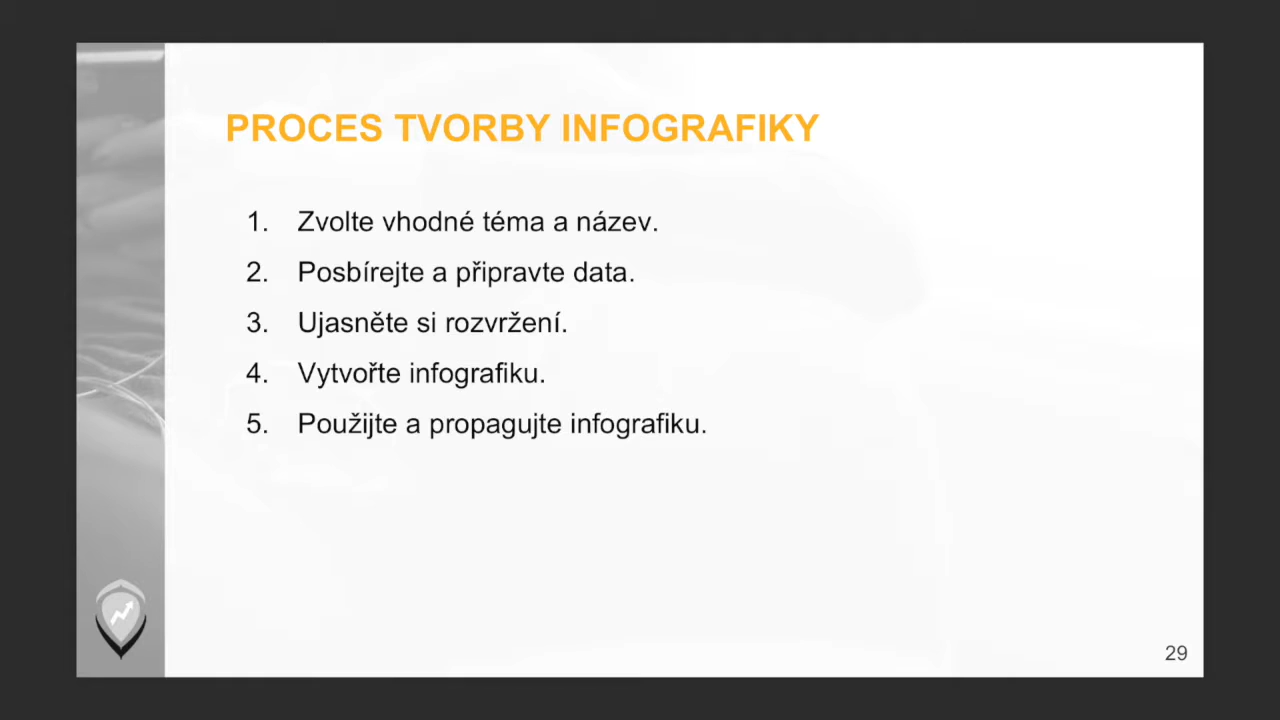 PROCES TVORBY INFOGRAFIKY
1. Zvolte vhodné téma a název.
2. Posbírejte a připravte data.
3. Ujasněte si rozvržení.
4. Vytvořte infografiku.
5. Použijte a propagujte infografiku.
29